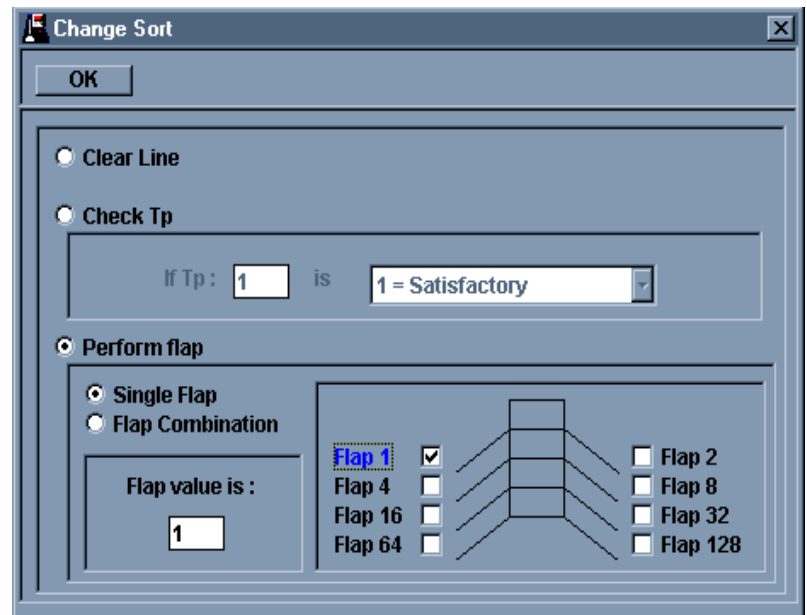 Change Sort
OK
Clear Line
Check Tp
If Tp : 1 is 1 = Satisfactory
Perform flap
Single Flap
Flap Combination
Flap value is :
1
Flap 1 Flap 2
Flap 4 Flap 8
Flap 16 Flap 32
Flap 64 Flap 128